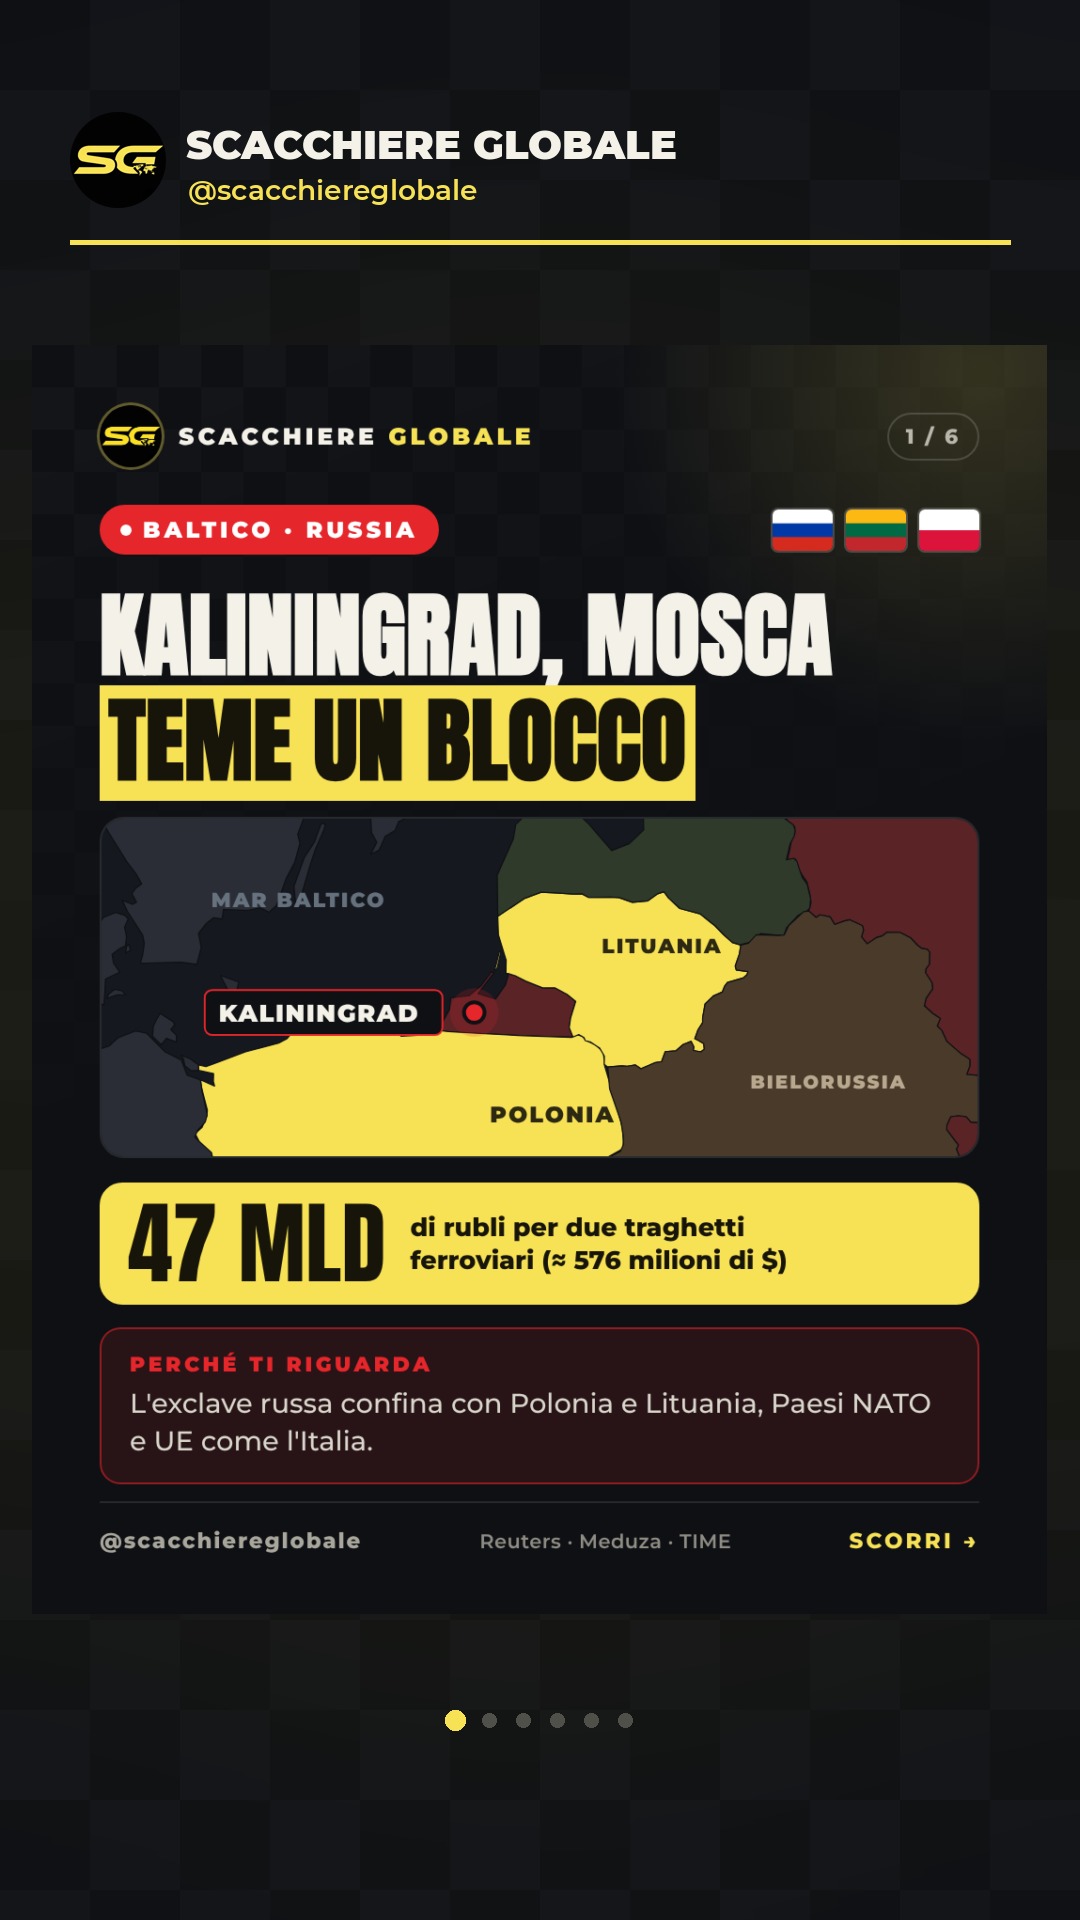 SG
SCACCHIERE GLOBALE
@scacchiereglobale
SG
SCACCHIERE GLOBALE
1 / 6
BALTICO · RUSSIA
KALININGRAD, MOSCA
TEME UN BLOCCO
MAR BALTICO
LITUANIA
KALININGRAD
BIELORUSSIA
POLONIA
47 MLD
di rubli per due traghetti
ferroviari (≈ 576 milioni di $)
PERCHÉ TI RIGUARDA
L'exclave russa confina con Polonia e Lituania, Paesi NATO
e UE come l'Italia.
@scacchiereglobale
Reuters · Meduza · TIME
SCORRI →